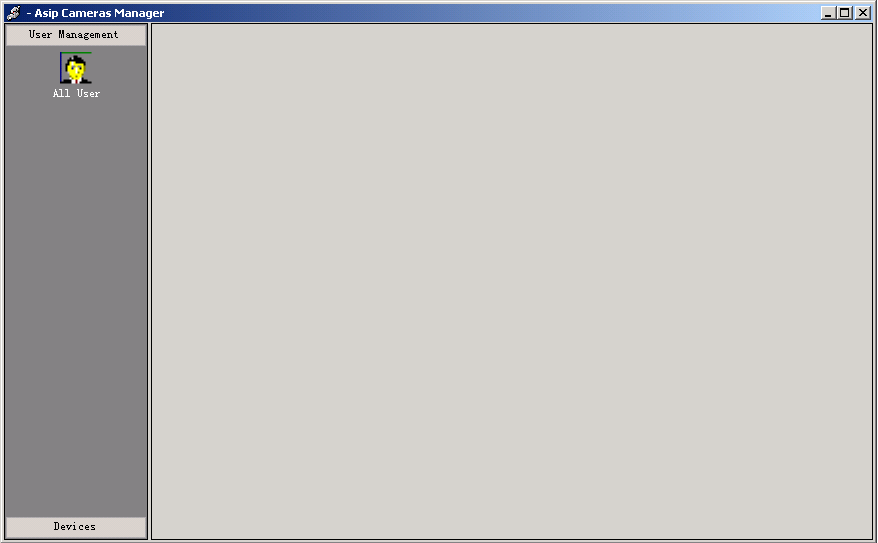 - Asip Cameras Manager
User Management
All User
Devices